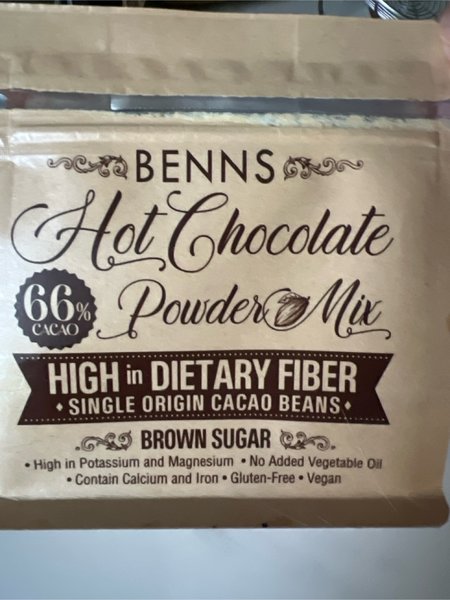 BENNS
Hot Chocolate
66%
CACAO
Powder Mix
HIGH in DIETARY FIBER
• SINGLE ORIGIN CACAO BEANS •
BROWN SUGAR
• High in Potassium and Magnesium • No Added Vegetable Oil
• Contain Calcium and Iron • Gluten-Free • Vegan